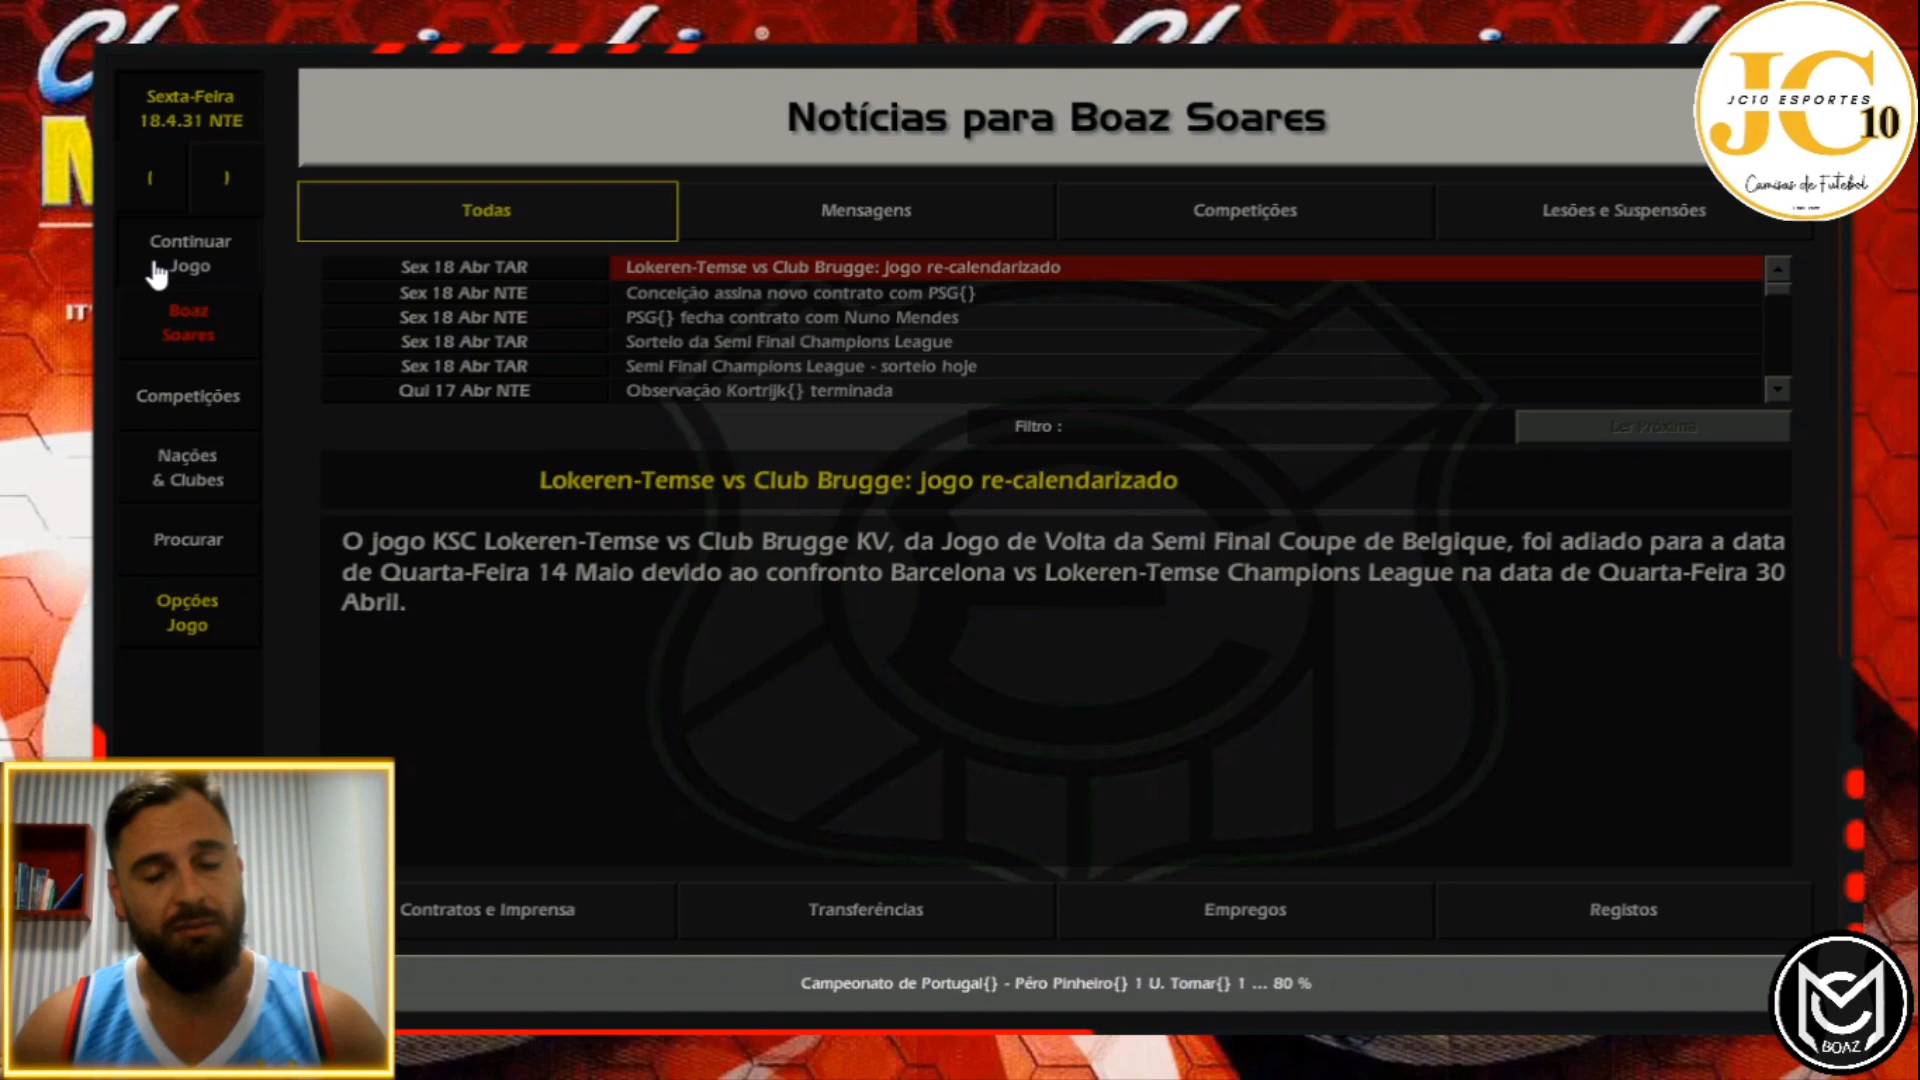 Sexta-Feira
18.4.31 NTE
Notícias para Boaz Soares
JC10 ESPORTES
JC
10
Camisas de Futebol
Todas
Mensagens
Competições
Lesões e Suspensões
Continuar
Jogo
Boaz
Soares
Competições
Nações
& Clubes
Procurar
Opções
Jogo
Sex 18 Abr TAR Lokeren-Temse vs Club Brugge: jogo re-calendarizado
Sex 18 Abr NTE Conceição assina novo contrato com PSG{}
Sex 18 Abr NTE PSG{} fecha contrato com Nuno Mendes
Sex 18 Abr TAR Sorteio da Semi Final Champions League
Sex 18 Abr TAR Semi Final Champions League - sorteio hoje
Qui 17 Abr NTE Observação Kortrijk{} terminada
Filtro :
Ler Próxima
Lokeren-Temse vs Club Brugge: jogo re-calendarizado
O jogo KSC Lokeren-Temse vs Club Brugge KV, da Jogo de Volta da Semi Final Coupe de Belgique, foi adiado para a data
de Quarta-Feira 14 Maio devido ao confronto Barcelona vs Lokeren-Temse Champions League na data de Quarta-Feira 30
Abril.
Contratos e Imprensa
Transferências
Empregos
Registos
Campeonato de Portugal{} - Pêro Pinheiro{} 1 U. Tomar{} 1 ... 80 %
BOAZ